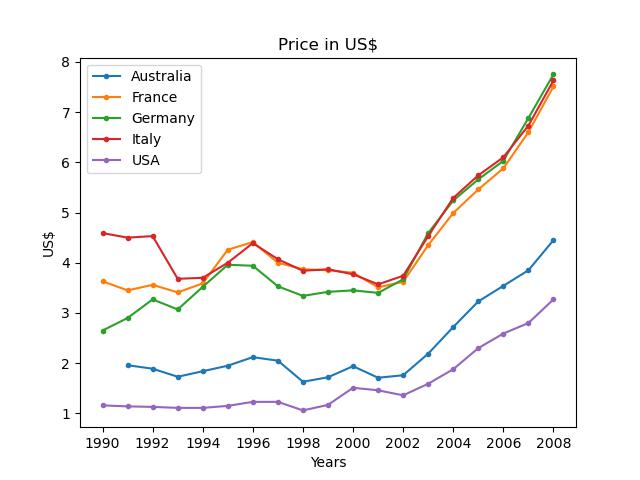 Price in US$
Australia
France
Germany
Italy
USA
8
7
6
5
4
3
2
1
US$
1990 1992 1994 1996 1998 2000 2002 2004 2006 2008
Years